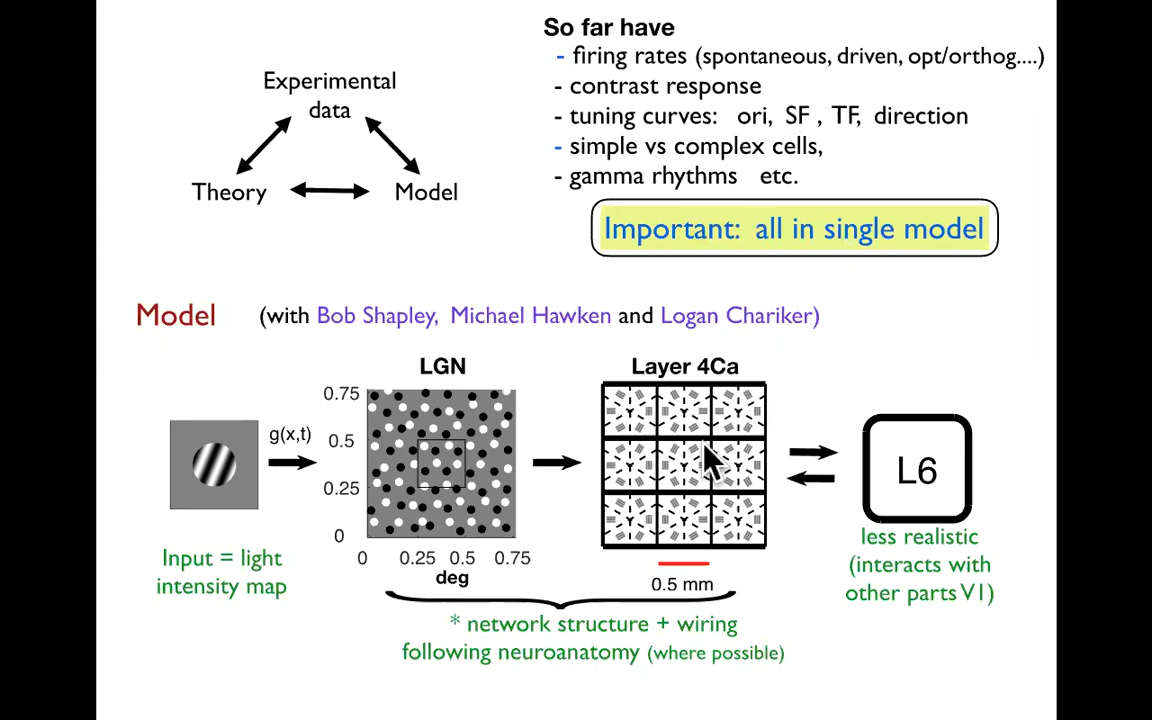 So far have
- firing rates (spontaneous, driven, opt/orthog....)
- contrast response
- tuning curves: ori, SF , TF, direction
- simple vs complex cells,
- gamma rhythms etc.
Important: all in single model
Experimental
data
Theory
Model
Model (with Bob Shapley, Michael Hawken and Logan Chariker)
LGN
Layer 4Ca
g(x,t)
0.75
0.5
0.25
0
0 0.25 0.5 0.75
deg
0.5 mm
L6
Input = light
intensity map
less realistic
(interacts with
other parts V1)
* network structure + wiring
following neuroanatomy (where possible)